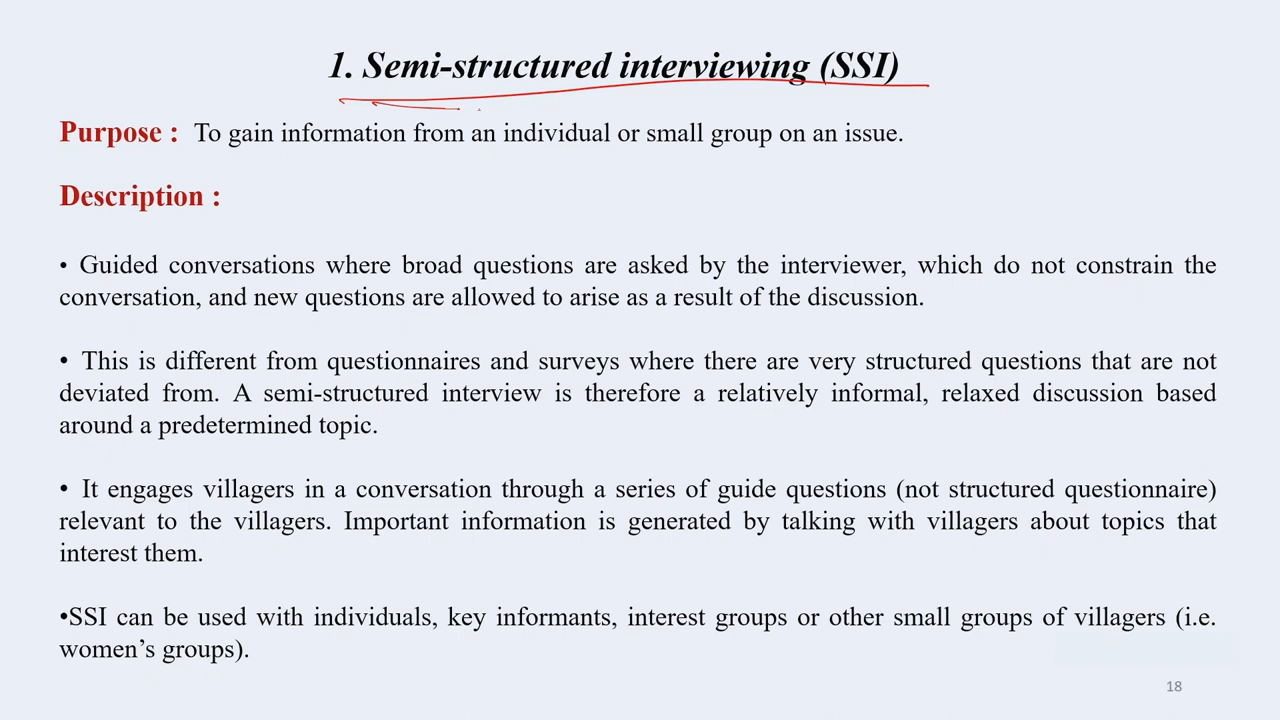 1. Semi-structured interviewing (SSI)
Purpose : To gain information from an individual or small group on an issue.
Description :
• Guided conversations where broad questions are asked by the interviewer, which do not constrain the
conversation, and new questions are allowed to arise as a result of the discussion.
• This is different from questionnaires and surveys where there are very structured questions that are not
deviated from. A semi-structured interview is therefore a relatively informal, relaxed discussion based
around a predetermined topic.
• It engages villagers in a conversation through a series of guide questions (not structured questionnaire)
relevant to the villagers. Important information is generated by talking with villagers about topics that
interest them.
•SSI can be used with individuals, key informants, interest groups or other small groups of villagers (i.e.
women’s groups).
18